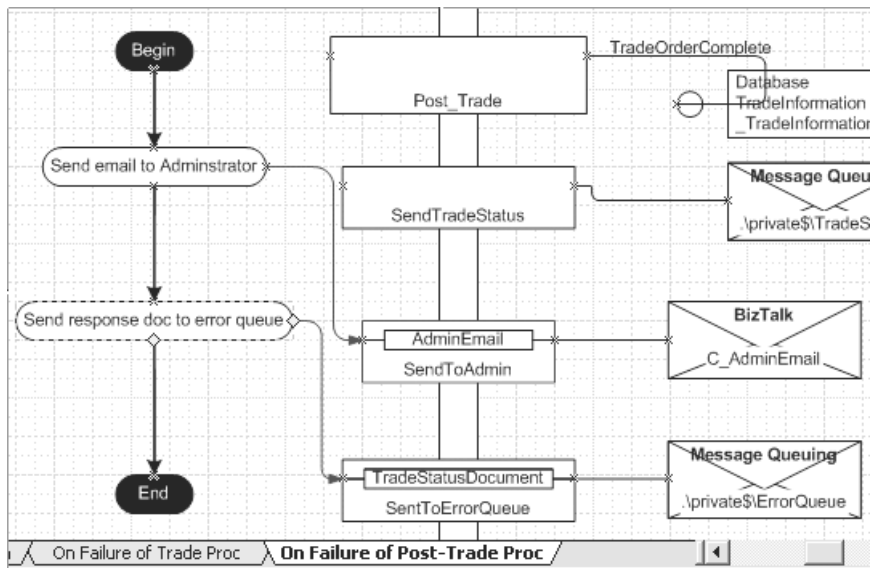 Begin
Send email to Adminstrator
Send response doc to error queue
End
Post_Trade
TradeOrderComplete
Database
TradeInformation
_TradeInformation
SendTradeStatus
Message Queu
.\private$\TradeS
AdminEmail
SendToAdmin
BizTalk
C_AdminEmail
TradeStatusDocument
SentToErrorQueue
Message Queuing
.\private$\ErrorQueue
On Failure of Trade Proc
On Failure of Post-Trade Proc